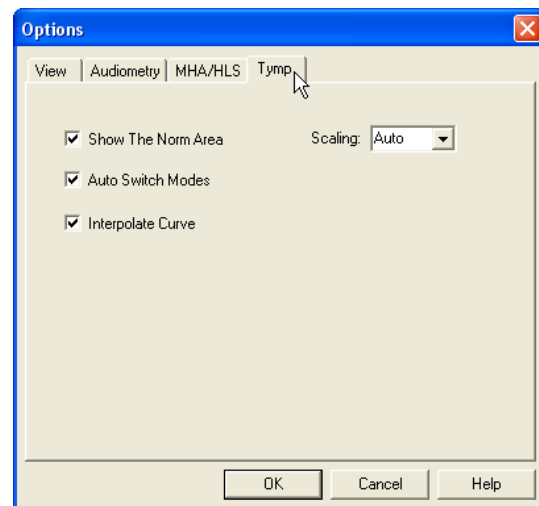 Options
View Audiometry MHA/HLS Tymp
Show The Norm Area Scaling: Auto
Auto Switch Modes
Interpolate Curve
OK Cancel Help